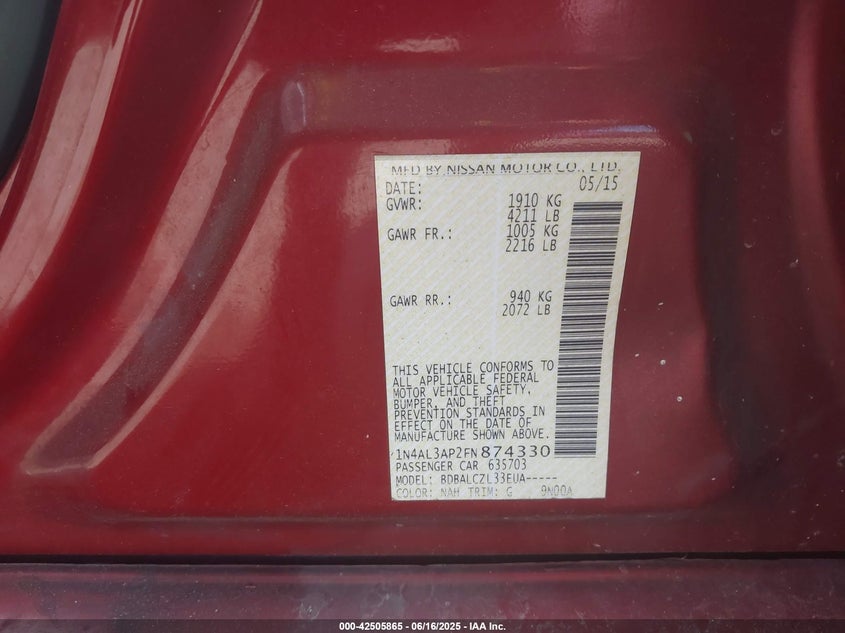 MFD BY NISSAN MOTOR CO., LTD.
DATE: 05/15
GVWR: 1910 KG
4211 LB
GAWR FR.: 1005 KG
2216 LB
GAWR RR.: 940 KG
2072 LB
THIS VEHICLE CONFORMS TO
ALL APPLICABLE FEDERAL
MOTOR VEHICLE SAFETY,
BUMPER, AND THEFT
PREVENTION STANDARDS IN
EFFECT ON THE DATE OF
MANUFACTURE SHOWN ABOVE.
1N4AL3AP2FN874330
PASSENGER CAR 635703
MODEL: BDBALCZL33EUA-----
COLOR: NAH TRIM: G 9N00A
000-42505865 | 06/16/2025 - IAA Inc.